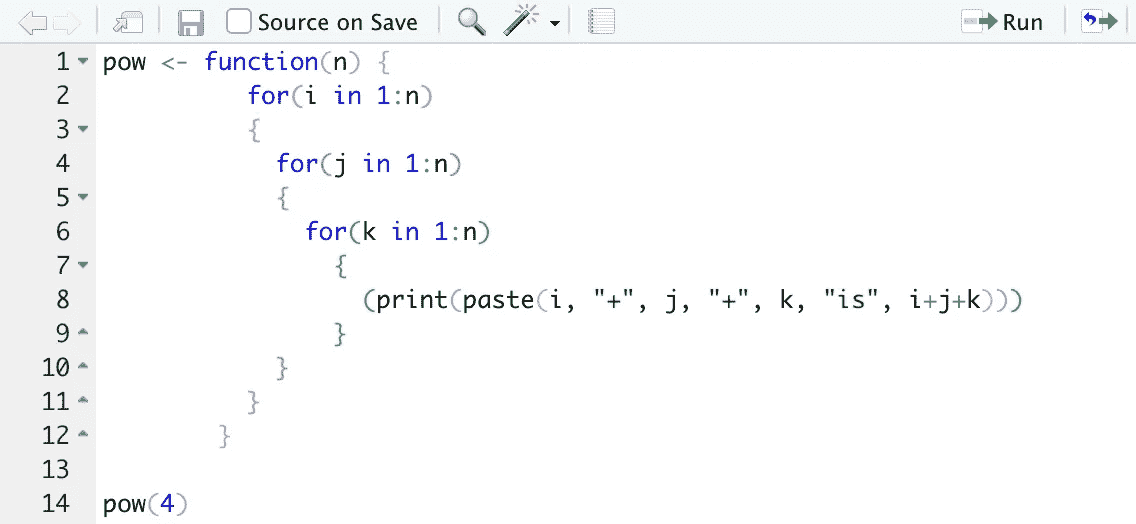 Source on Save
Run
1 pow <- function(n) {
2 for(i in 1:n)
3 {
4 for(j in 1:n)
5 {
6 for(k in 1:n)
7 {
8 (print(paste(i, "+", j, "+", k, "is", i+j+k)))
9 }
10 }
11 }
12 }
13
14 pow(4)